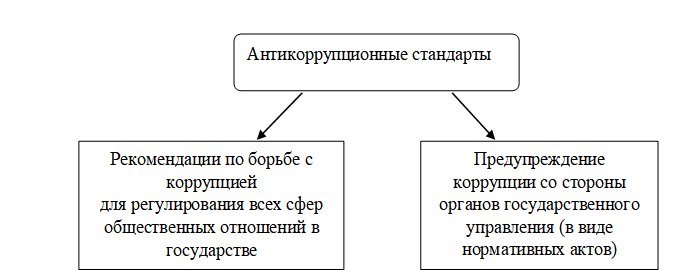 Антикоррупционные стандарты
Рекомендации по борьбе с
коррупцией
для регулирования всех сфер
общественных отношений в
государстве
Предупреждение
коррупции со стороны
органов государственного
управления (в виде
нормативных актов)